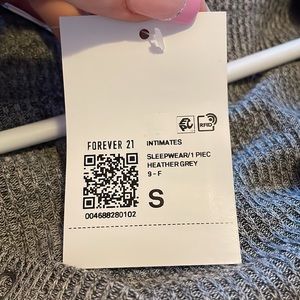 FOREVER 21
INTIMATES
RFID
SLEEPWEAR/1 PIEC
HEATHER GREY
9 - F
S
004688280102